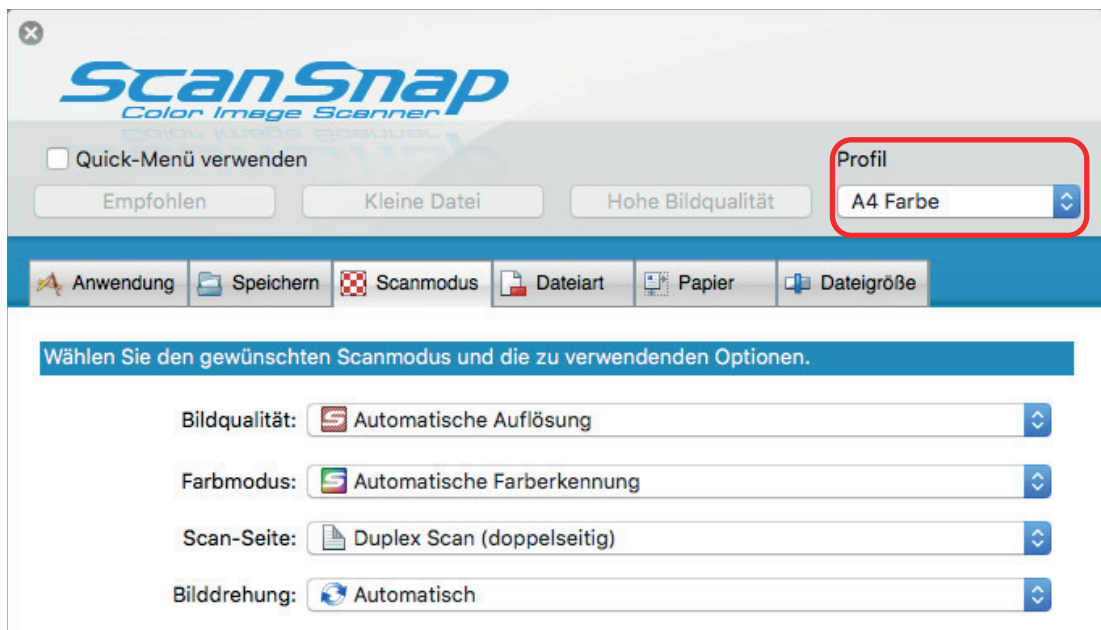 ScanSnap
Color Image Scanner
Quick-Menü verwenden
Profil
Empfohlen
Kleine Datei
Hohe Bildqualität
A4 Farbe
Anwendung
Speichern
Scanmodus
Dateiart
Papier
Dateigröße
Wählen Sie den gewünschten Scanmodus und die zu verwendenden Optionen.
Bildqualität: Automatische Auflösung
Farbmodus: Automatische Farberkennung
Scan-Seite: Duplex Scan (doppelseitig)
Bilddrehung: Automatisch